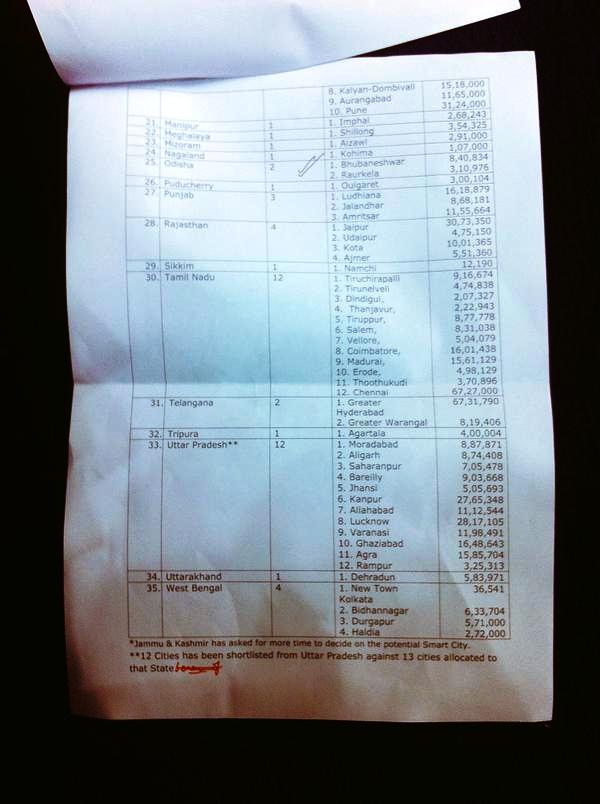 8. Kalyan-Dombivali 15,18,000
9. Aurangabad 11,65,000
10. Pune 31,24,000
21. Manipur 1 1. Imphal 2,68,243
22. Meghalaya 1 1. Shillong 3,54,325
23. Mizoram 1 1. Aizawl 2,91,000
24. Nagaland 1 1. Kohima 1,07,000
25. Odisha 2 1. Bhubaneshwar 8,40,834
2. Raurkela 3,10,976
26. Puducherry 1 1. Oulgaret 3,00,104
27. Punjab 3 1. Ludhiana 16,18,879
2. Jalandhar 8,68,181
3. Amritsar 11,55,664
28. Rajasthan 4 1. Jaipur 30,73,350
2. Udaipur 4,75,150
3. Kota 10,01,365
4. Ajmer 5,51,360
29. Sikkim 1 1. Namchi 12,190
30. Tamil Nadu 12 1. Tiruchirapalli 9,16,674
2. Tirunelveli 4,74,838
3. Dindigul, 2,07,327
4. Thanjavur, 2,22,943
5. Tiruppur, 8,77,778
6. Salem, 8,31,038
7. Vellore, 5,04,079
8. Coimbatore, 16,01,438
9. Madurai, 15,61,129
10. Erode, 4,98,129
11. Thoothukudi 3,70,896
12. Chennai 67,27,000
31. Telangana 2 1. Greater 67,31,790
Hyderabad
2. Greater Warangal 8,19,406
32. Tripura 1 1. Agartala 4,00,004
33. Uttar Pradesh** 12 1. Moradabad 8,87,871
2. Aligarh 8,74,408
3. Saharanpur 7,05,478
4. Bareilly 9,03,668
5. Jhansi 5,05,693
6. Kanpur 27,65,348
7. Allahabad 11,12,544
8. Lucknow 28,17,105
9. Varanasi 11,98,491
10. Ghaziabad 16,48,643
11. Agra 15,85,704
12. Rampur 3,25,313
34. Uttarakhand 1 1. Dehradun 5,83,971
35. West Bengal 4 1. New Town 36,541
Kolkata
2. Bidhannagar 6,33,704
3. Durgapur 5,71,000
4. Haldia 2,72,000
*Jammu & Kashmir has asked for more time to decide on the potential Smart City.
**12 Cities has been shortlisted from Uttar Pradesh against 13 cities allocated to
that State